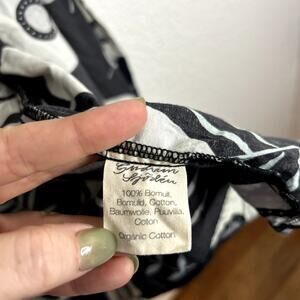 Gudrun
Sjödén
100% Bomull,
Bomuld, Cotton,
Baumwolle, Puuvilla,
Coton
Organic Cotton